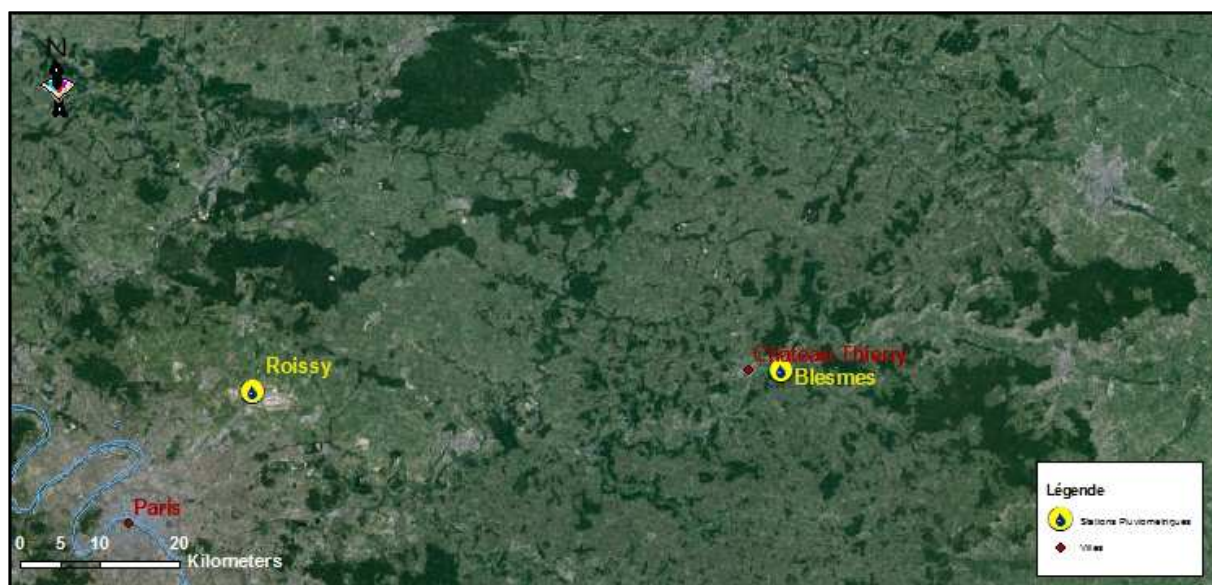 N
Roissy
Chateau Thierry
Blesmes
Paris
0 5 10 20
Kilometers
Légende
Stations Pluviometriques
Villes